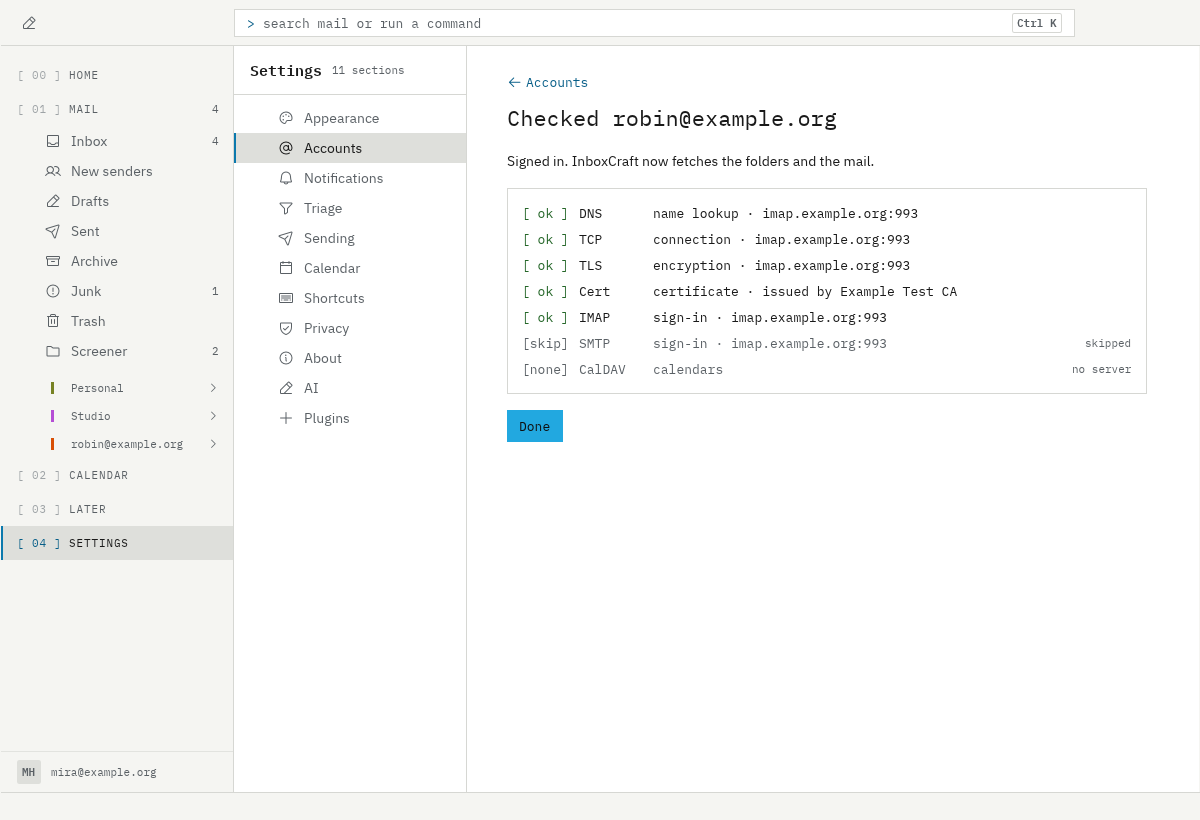 > search mail or run a command Ctrl K
[ 00 ] HOME
[ 01 ] MAIL 4
Inbox 4
New senders
Drafts
Sent
Archive
Junk 1
Trash
Screener 2
Personal
Studio
robin@example.org
[ 02 ] CALENDAR
[ 03 ] LATER
[ 04 ] SETTINGS
MH mira@example.org
Settings 11 sections
Appearance
Accounts
Notifications
Triage
Sending
Calendar
Shortcuts
Privacy
About
AI
Plugins
← Accounts
Checked robin@example.org
Signed in. InboxCraft now fetches the folders and the mail.
[ ok ] DNS name lookup · imap.example.org:993
[ ok ] TCP connection · imap.example.org:993
[ ok ] TLS encryption · imap.example.org:993
[ ok ] Cert certificate · issued by Example Test CA
[ ok ] IMAP sign-in · imap.example.org:993
[skip] SMTP sign-in · imap.example.org:993 skipped
[none] CalDAV calendars no server
Done